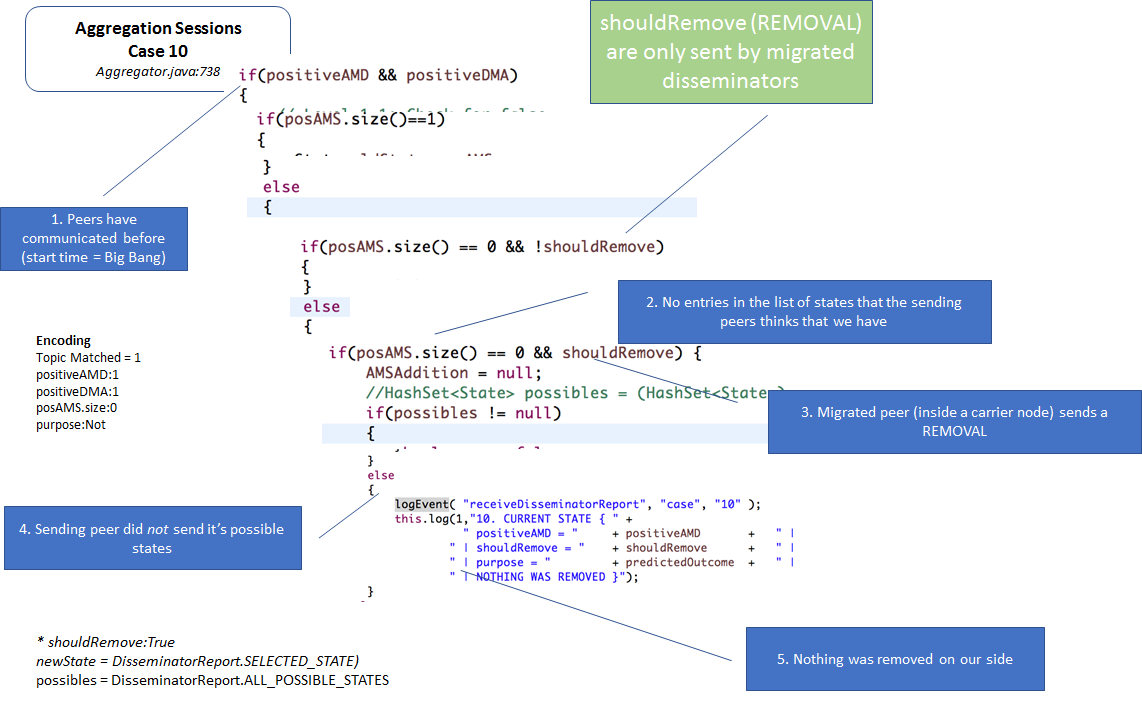 Aggregation Sessions
Case 10
Aggregator.java:738
shouldRemove (REMOVAL)
are only sent by migrated
disseminators
if(positiveAMD && positiveDMA)
{
if(posAMS.size()==1)
{
}
else
{
1. Peers have
communicated before
(start time = Big Bang)
if(posAMS.size() == 0 && !shouldRemove)
{
}
else
{
2. No entries in the list of states that the sending
peers thinks that we have
Encoding
Topic Matched = 1
positiveAMD:1
positiveDMA:1
posAMS.size:0
purpose:Not
if(posAMS.size() == 0 && shouldRemove) {
AMSAddition = null;
//HashSet<State> possibles = (HashSet<State>)
if(possibles != null)
{
3. Migrated peer (inside a carrier node) sends a
REMOVAL
}
else
{
logEvent( "receiveDisseminatorReport", "case", "10" );
this.log(1,"10. CURRENT STATE { " +
" positiveAMD = " + positiveAMD + " |
" | shouldRemove = " + shouldRemove + " |
" | purpose = " + predictedOutcome + " |
" | NOTHING WAS REMOVED }");
}
4. Sending peer did not send it's possible
states
* shouldRemove:True
newState = DisseminatorReport.SELECTED_STATE)
possibles = DisseminatorReport.ALL_POSSIBLE_STATES
5. Nothing was removed on our side